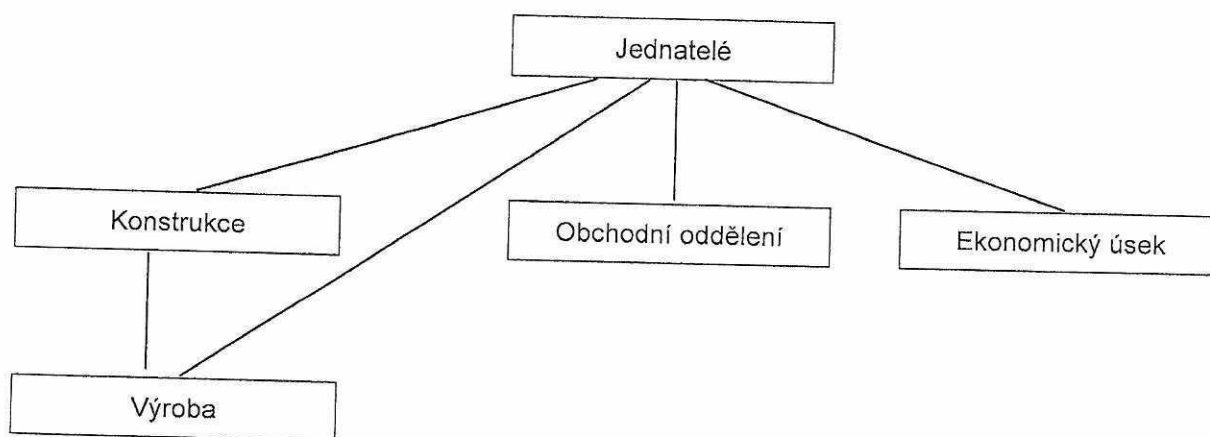 Jednatelé
Konstrukce
Obchodní oddělení
Ekonomický úsek
Výroba